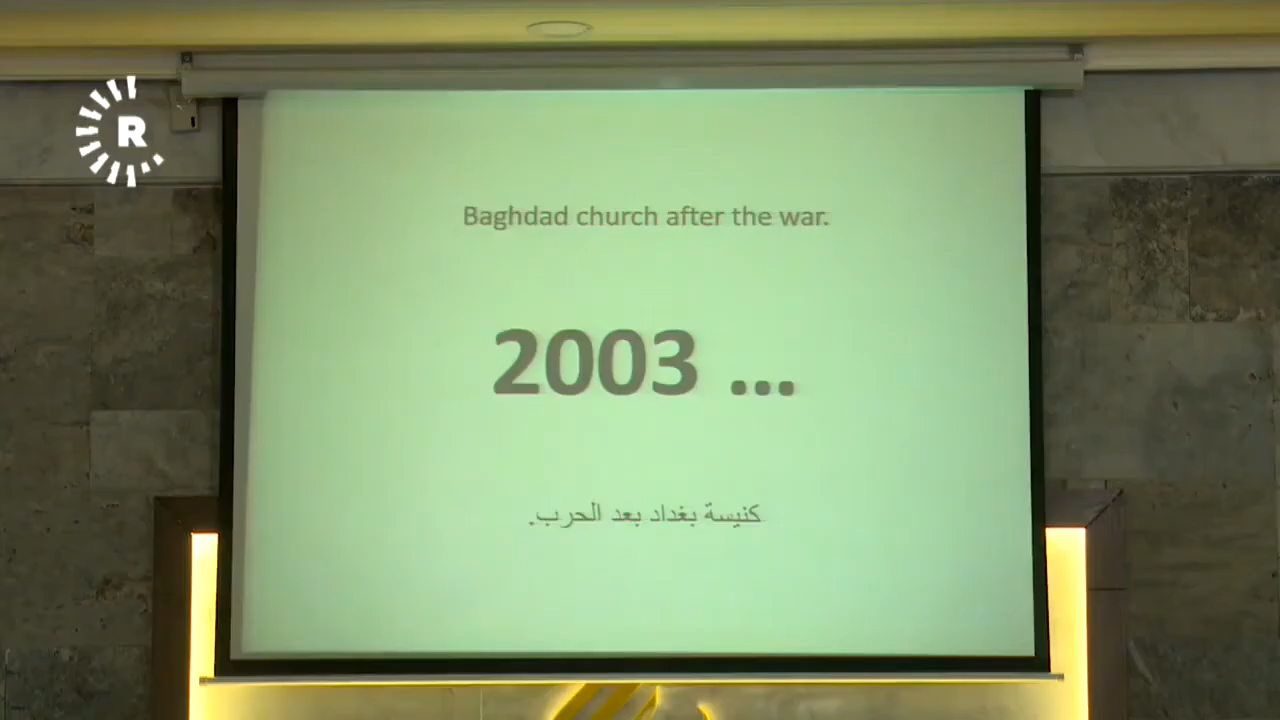 R
Baghdad church after the war.
2003 ...
كنيسة بغداد بعد الحرب.